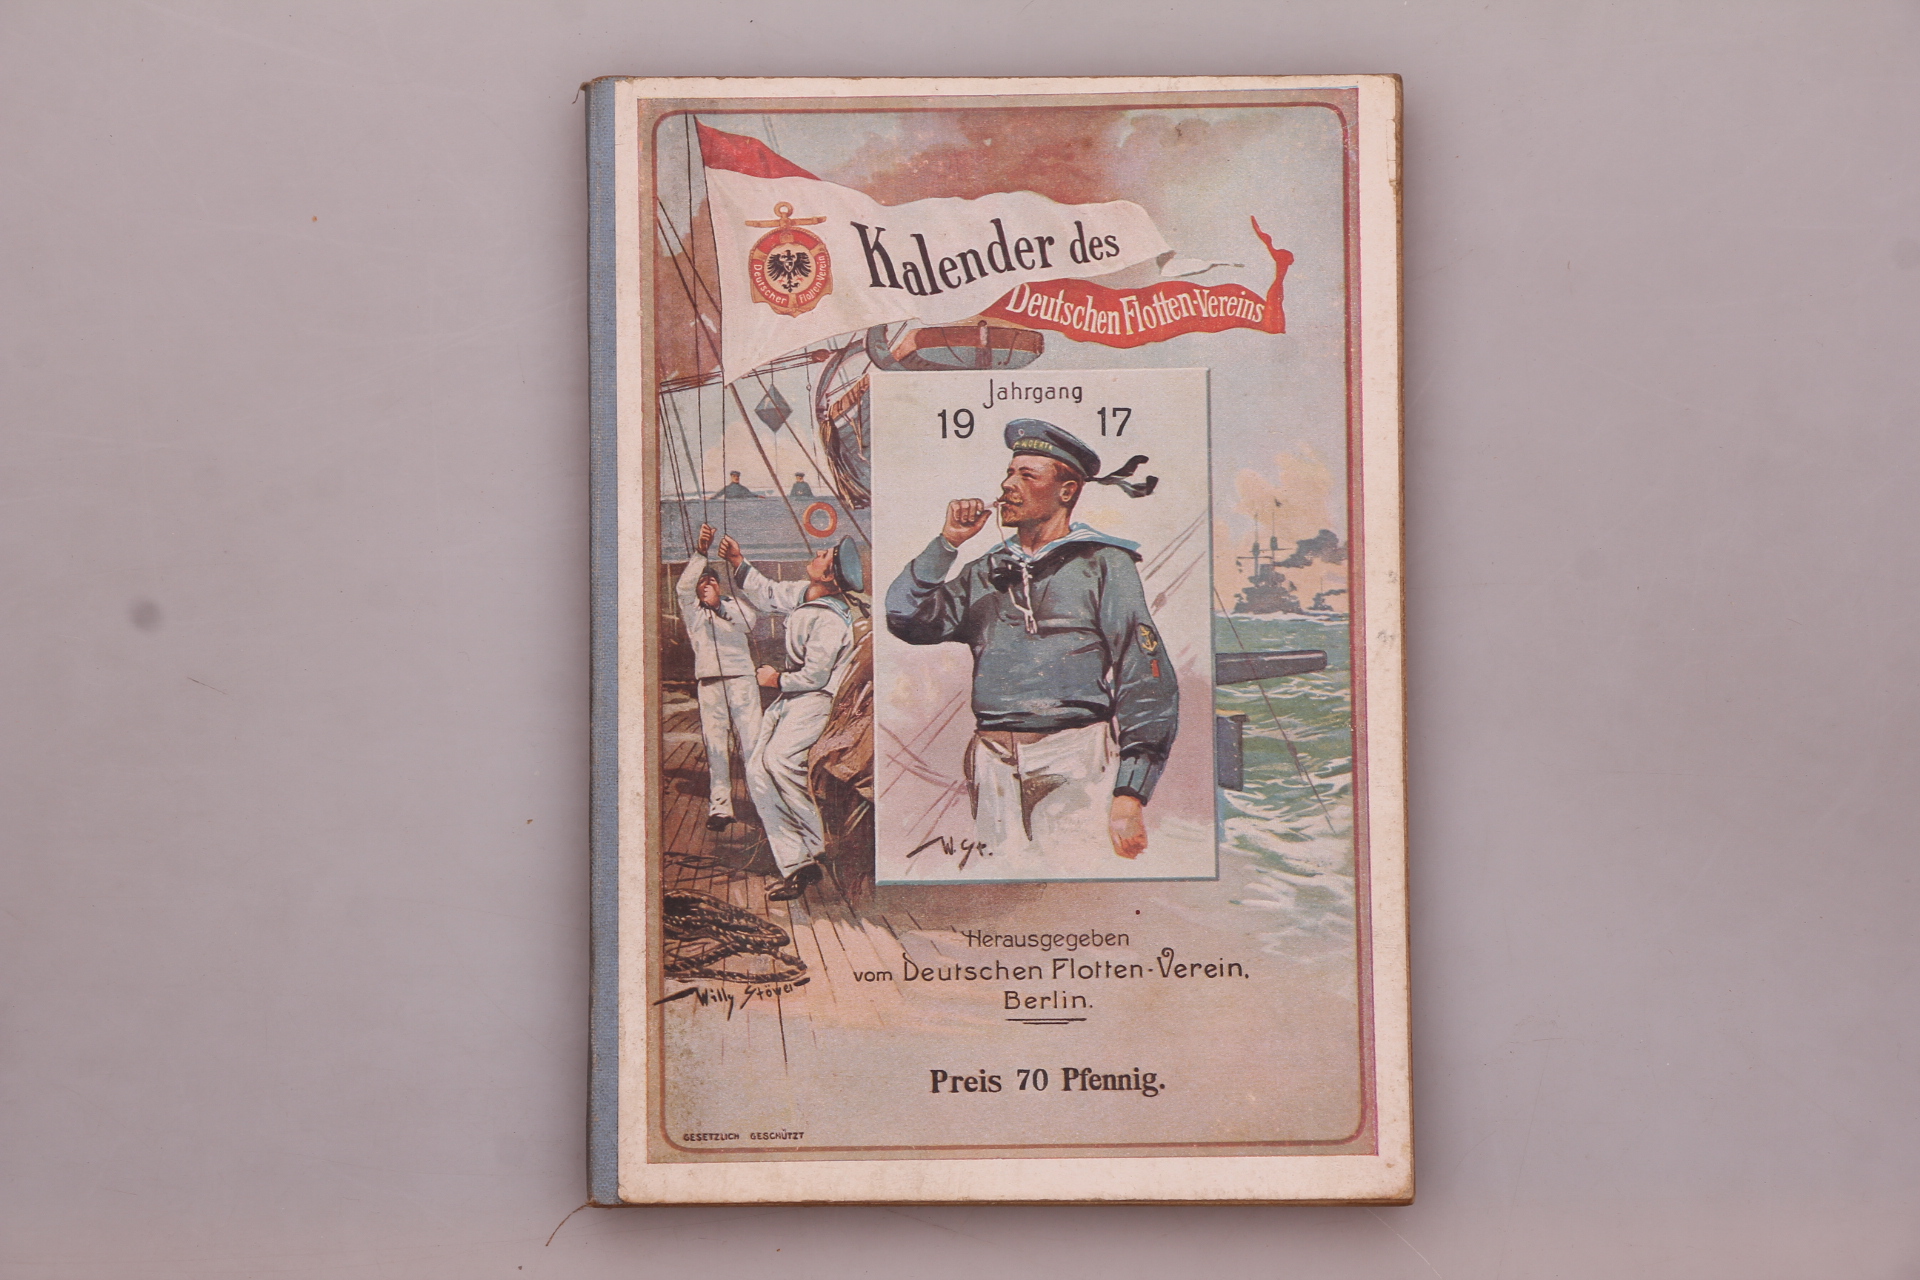 Kalender des
Deutschen Flotten-Vereins
Deutscher Flotten Verein
Jahrgang
19 17
W. St.
Herausgegeben
vom Deutschen Flotten-Verein,
Berlin.
Willy Stöwer
Preis 70 Pfennig.
GESETZLICH GESCHÜTZT